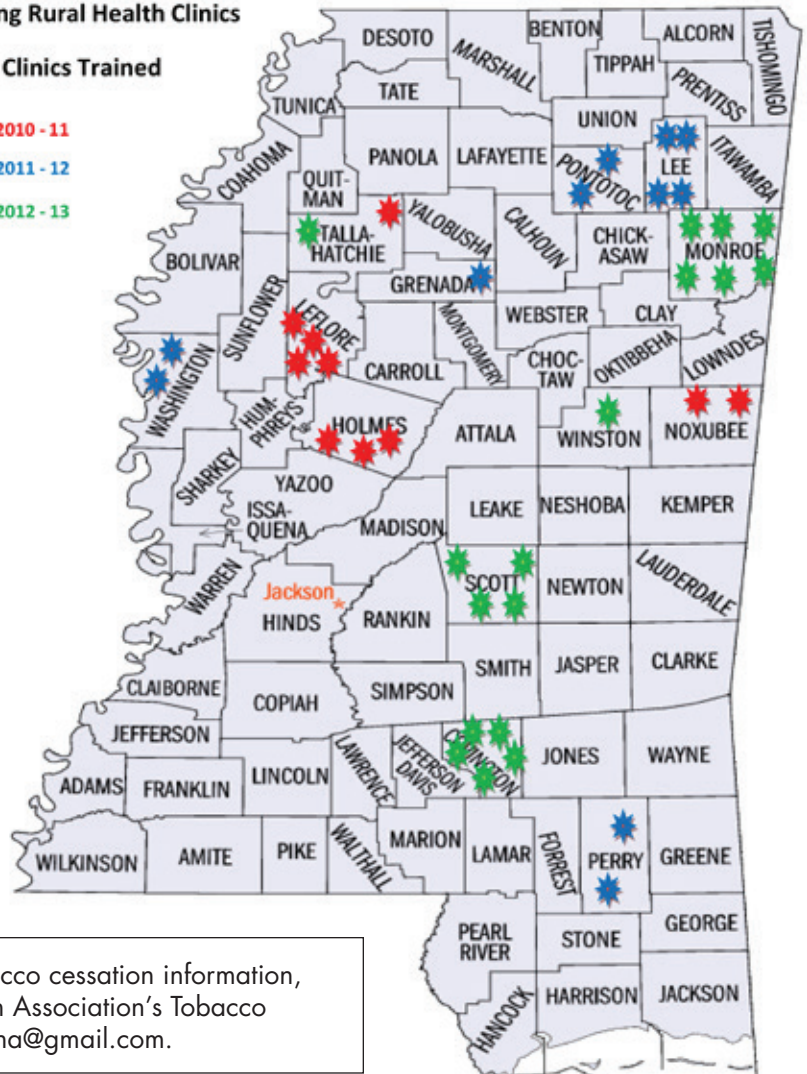 ng Rural Health Clinics
Clinics Trained
2010 - 11
2011 - 12
2012 - 13
DESOTO
MARSHALL
BENTON
TIPPAH
ALCORN
TISHOMINGO
PRENTISS
TUNICA
TATE
UNION
COAHOMA
QUIT-
MAN
PANOLA
LAFAYETTE
PONTOTOC
LEE
ITAWAMBA
BOLIVAR
TALLA-
HATCHIE
YALOBUSHA
CALHOUN
CHICK-
ASAW
MONROE
SUNFLOWER
GRENADA
LEFLORE
WEBSTER
CLAY
WASHINGTON
CARROLL
MONTGOMERY
CHOC-
TAW
OKTIBBEHA
LOWNDES
HUM-
PHREYS
HOLMES
ATTALA
WINSTON
NOXUBEE
SHARKEY
YAZOO
ISSA-
QUENA
MADISON
LEAKE
NESHOBA
KEMPER
WARREN
Jackson
HINDS
RANKIN
SCOTT
NEWTON
LAUDERDALE
CLAIBORNE
COPIAH
SIMPSON
SMITH
JASPER
CLARKE
JEFFERSON
ADAMS
FRANKLIN
LINCOLN
LAWRENCE
JEFFERSON
DAVIS
COVINGTON
JONES
WAYNE
WILKINSON
AMITE
PIKE
WALTHALL
MARION
LAMAR
FORREST
PERRY
GREENE
PEARL
RIVER
STONE
GEORGE
HANCOCK
HARRISON
JACKSON
cco cessation information,
n Association's Tobacco
na@gmail.com.